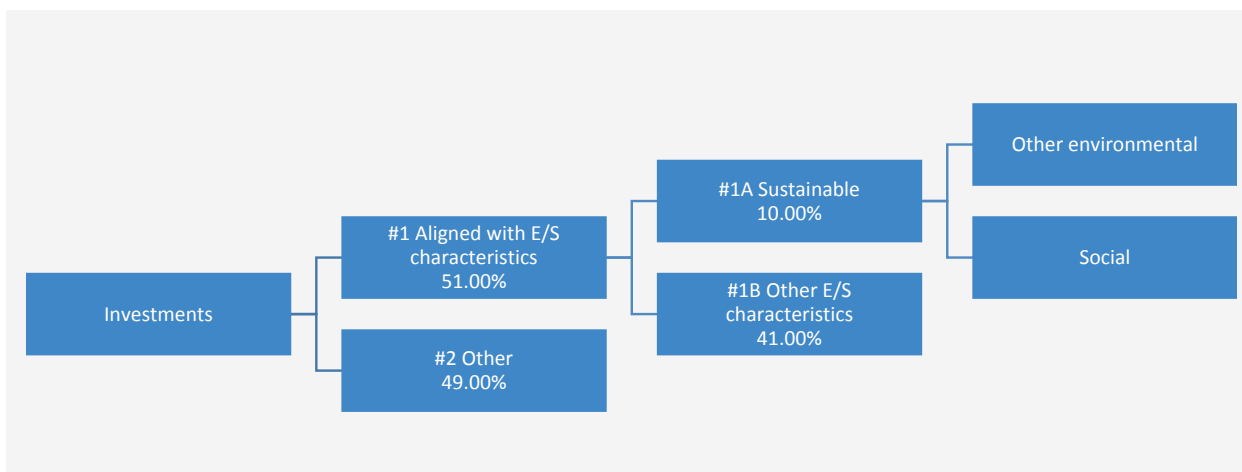 Investments
#1 Aligned with E/S
characteristics
51.00%
#2 Other
49.00%
#1A Sustainable
10.00%
#1B Other E/S
characteristics
41.00%
Other environmental
Social